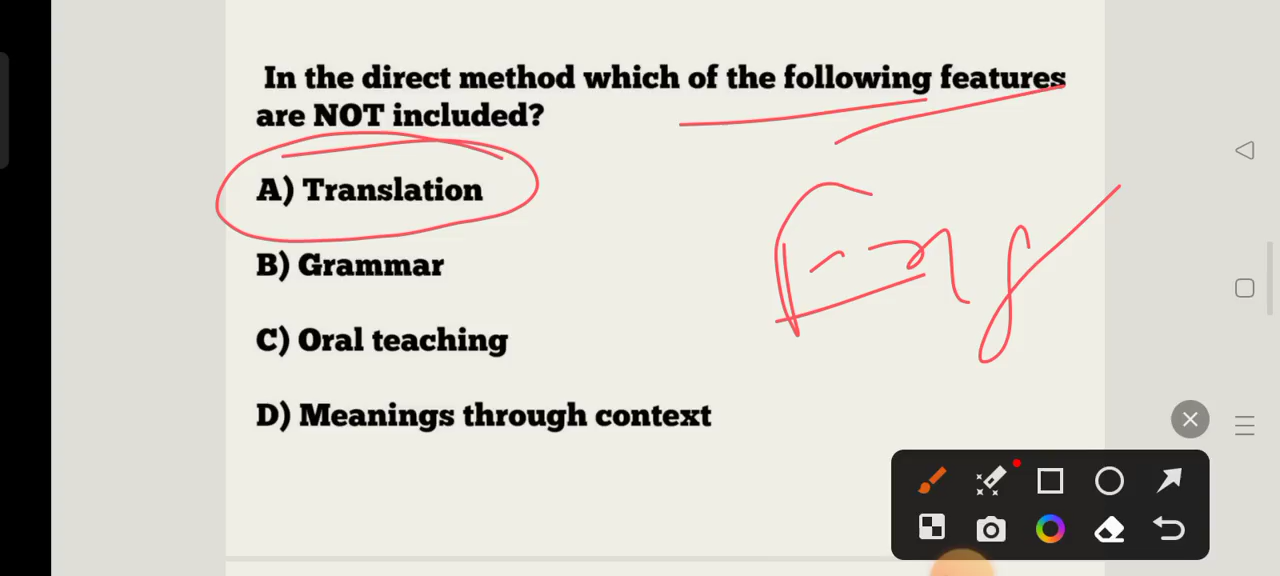 In the direct method which of the following features
are NOT included?
A) Translation
B) Grammar
C) Oral teaching
D) Meanings through context
Eng